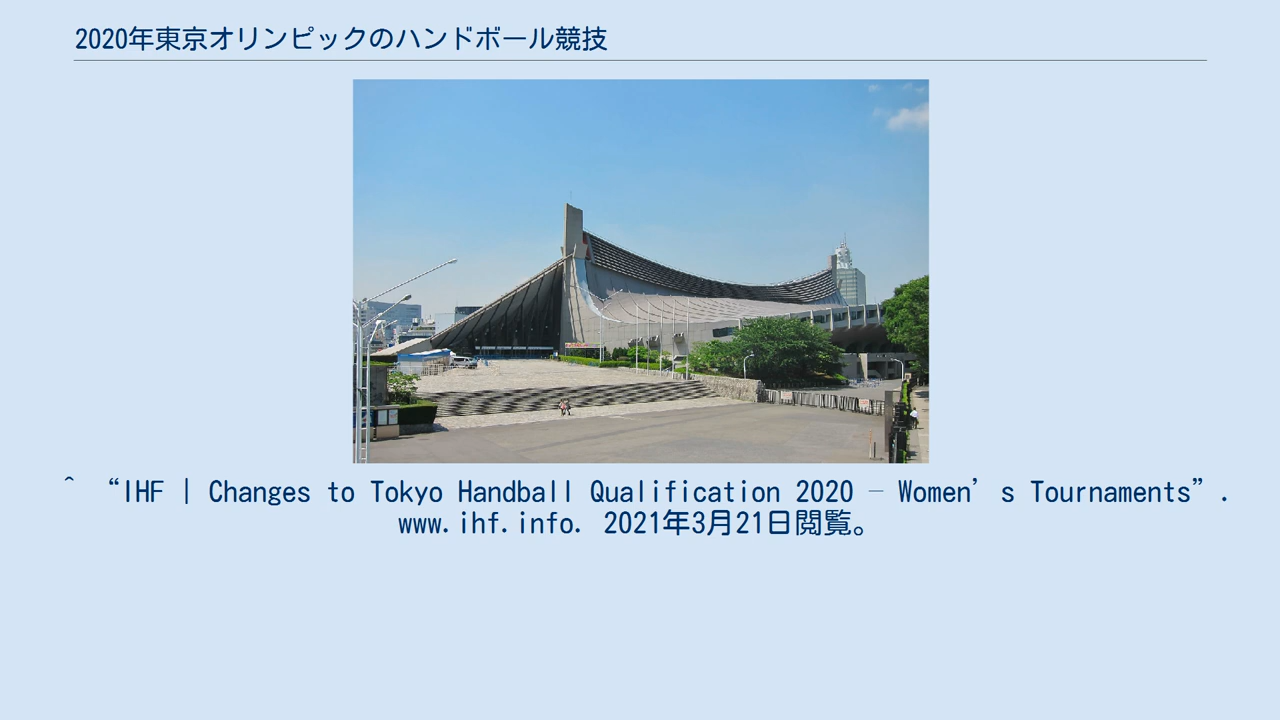 2020年東京オリンピックのハンドボール競技
^ “IHF | Changes to Tokyo Handball Qualification 2020 – Women’s Tournaments”.
www.ihf.info. 2021年3月21日閲覧。